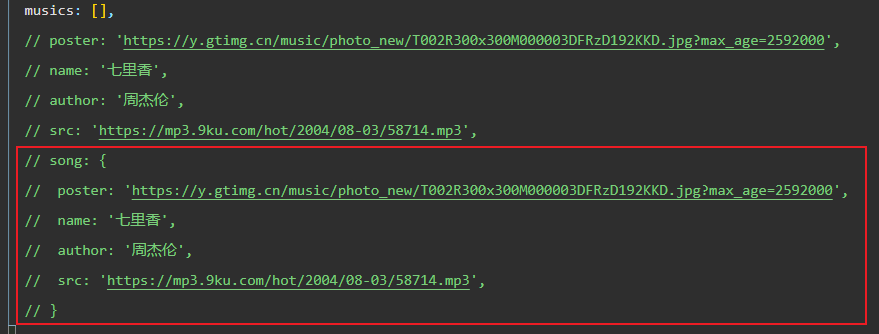 musics: [],
// poster: 'https://y.gtimg.cn/music/photo_new/T002R300x300M000003DFRzD192KKD.jpg?max_age=2592000',
// name: '七里香',
// author: '周杰伦',
// src: 'https://mp3.9ku.com/hot/2004/08-03/58714.mp3',
// song: {
//  poster: 'https://y.gtimg.cn/music/photo_new/T002R300x300M000003DFRzD192KKD.jpg?max_age=2592000',
//  name: '七里香',
//  author: '周杰伦',
//  src: 'https://mp3.9ku.com/hot/2004/08-03/58714.mp3',
// }